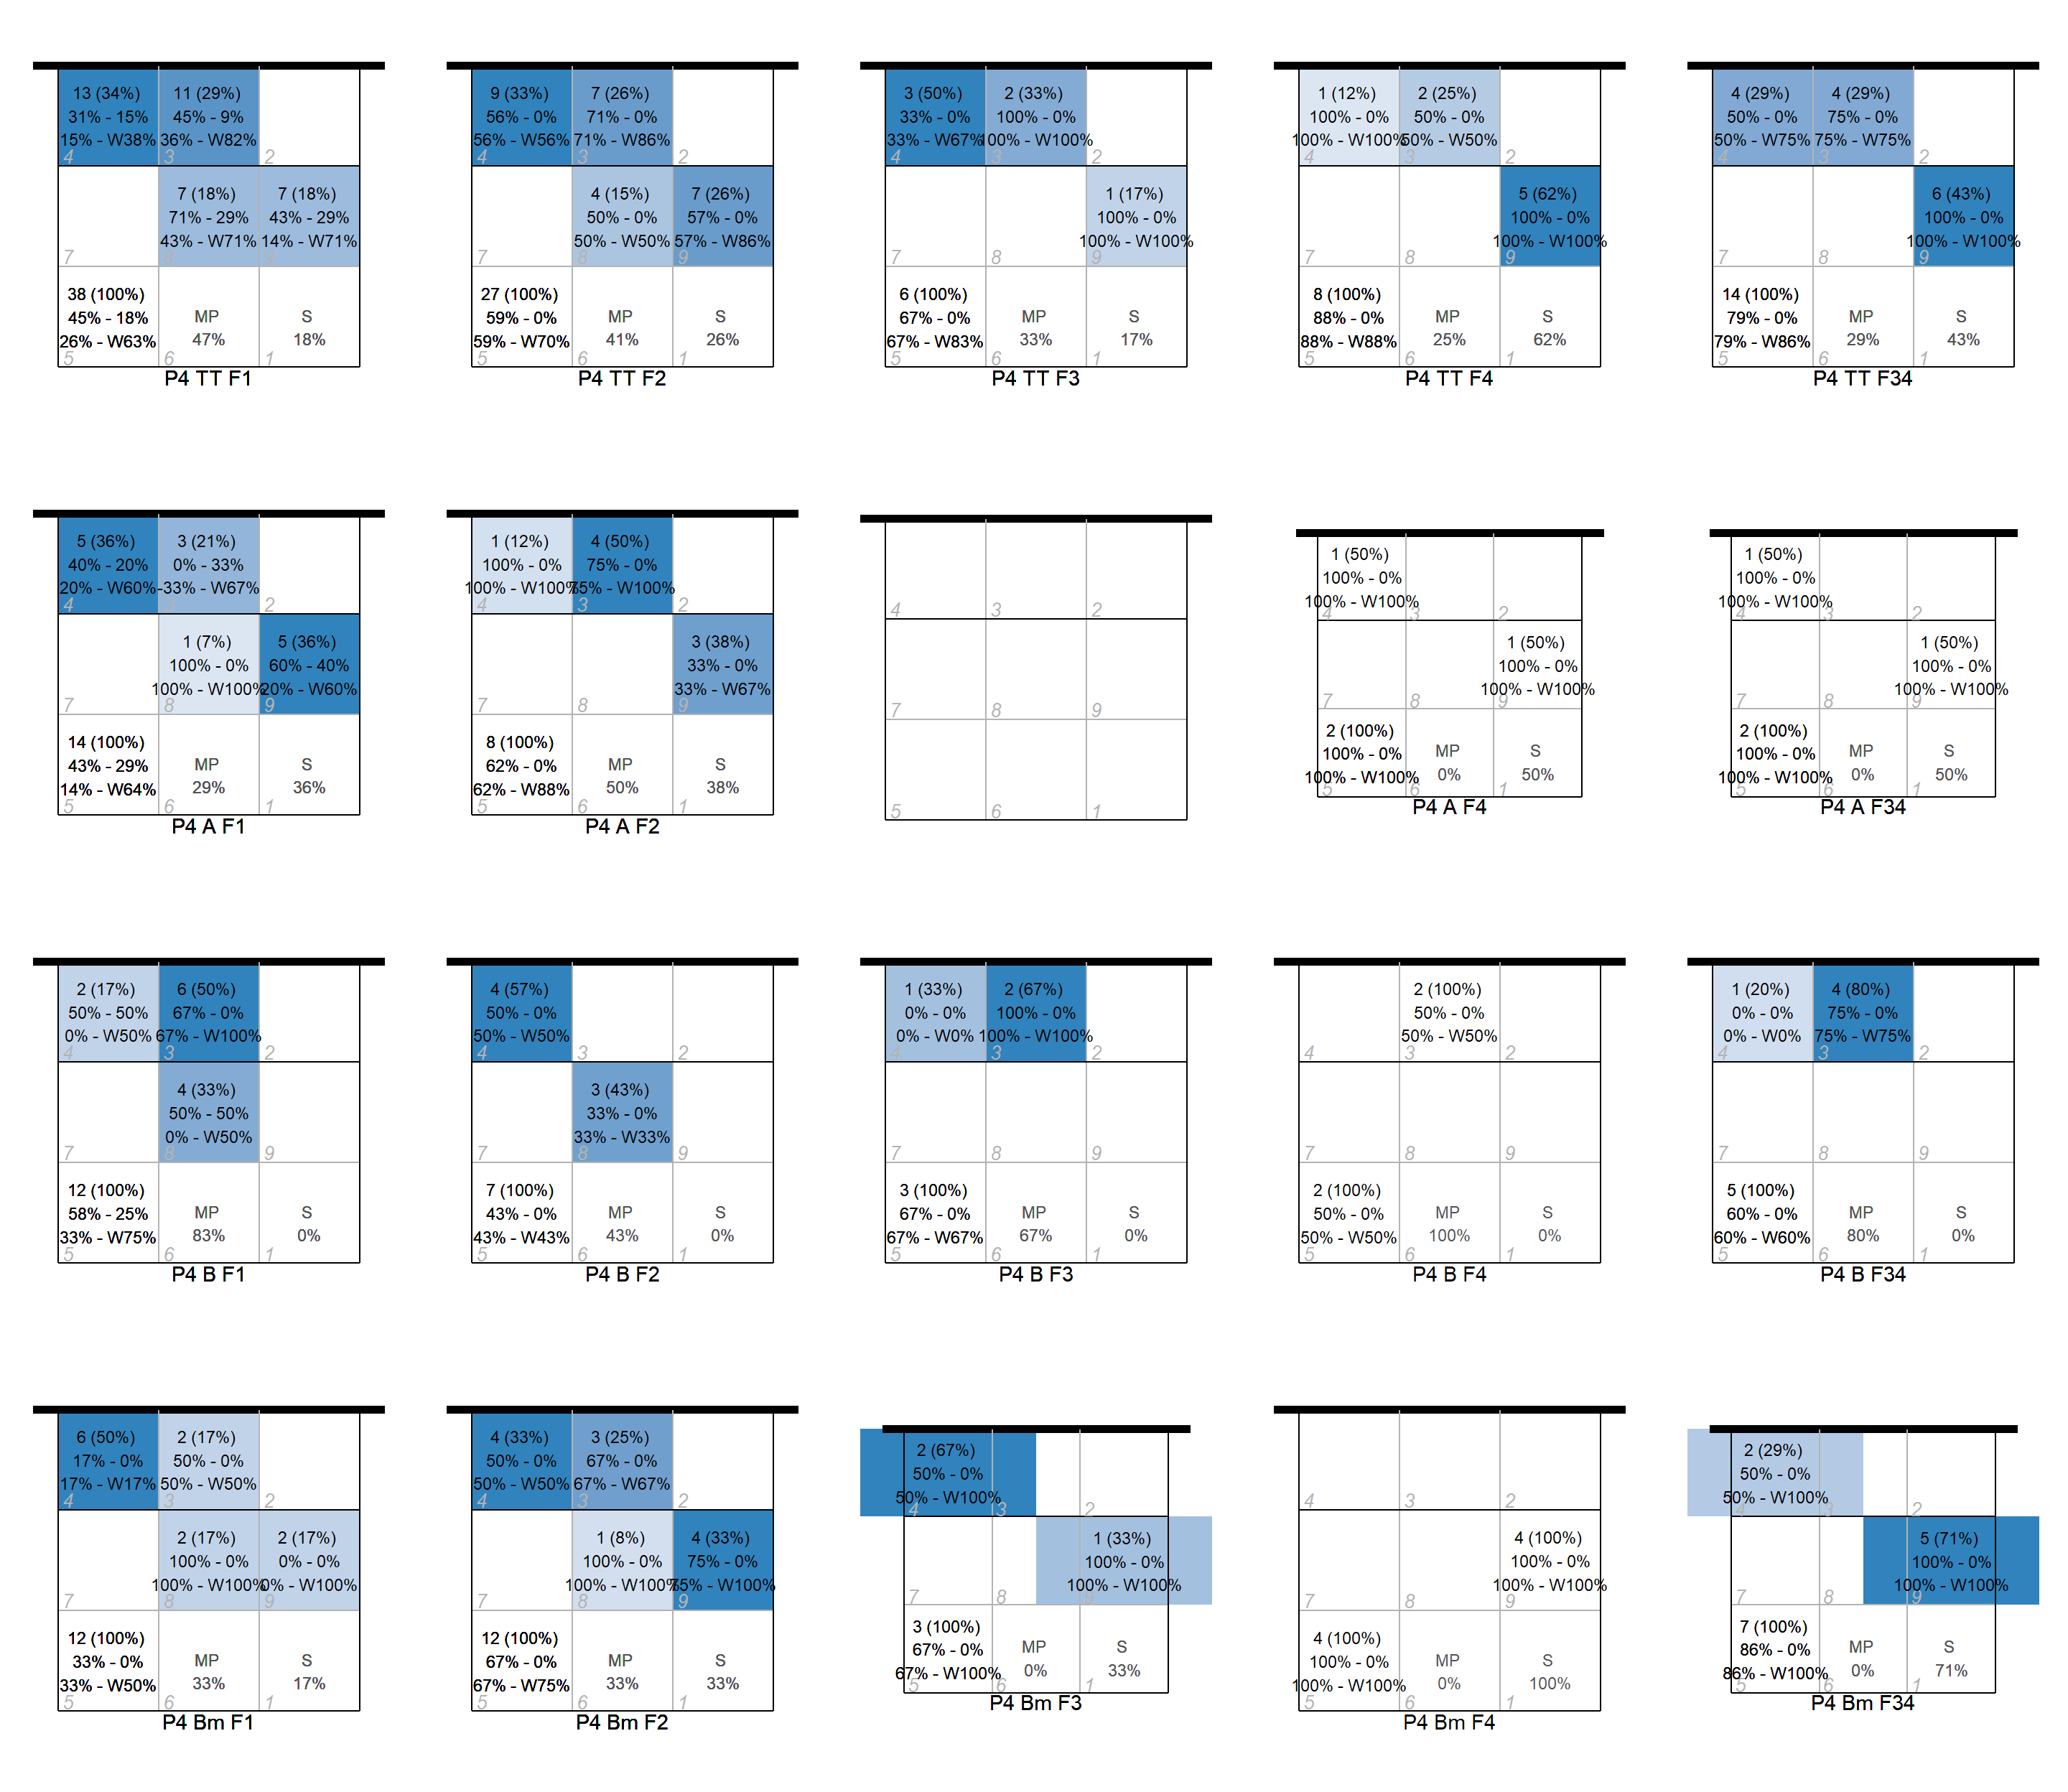 13 (34%)
31% - 15%
15% - W38%
4
11 (29%)
45% - 9%
36% - W82%
3
2
7
7 (18%)
71% - 29%
43% - W71%
8
7 (18%)
43% - 29%
14% - W71%
9
38 (100%)
45% - 18%
26% - W63%
5
MP
47%
6
S
18%
1
P4 TT F1
9 (33%)
56% - 0%
56% - W56%
4
7 (26%)
71% - 0%
71% - W86%
3
2
7
4 (15%)
50% - 0%
50% - W50%
8
7 (26%)
57% - 0%
57% - W86%
9
27 (100%)
59% - 0%
59% - W70%
5
MP
41%
6
S
26%
1
P4 TT F2
3 (50%)
33% - 0%
33% - W67%
4
2 (33%)
100% - 0%
100% - W100%
3
2
7
8
1 (17%)
100% - 0%
100% - W100%
9
6 (100%)
67% - 0%
67% - W83%
5
MP
33%
6
S
17%
1
P4 TT F3
1 (12%)
100% - 0%
100% - W100%
4
2 (25%)
50% - 0%
50% - W50%
3
2
7
8
5 (62%)
100% - 0%
100% - W100%
9
8 (100%)
88% - 0%
88% - W88%
5
MP
25%
6
S
62%
1
P4 TT F4
4 (29%)
50% - 0%
50% - W75%
4
4 (29%)
75% - 0%
75% - W75%
3
2
7
8
6 (43%)
100% - 0%
100% - W100%
9
14 (100%)
79% - 0%
79% - W86%
5
MP
29%
6
S
43%
1
P4 TT F34
5 (36%)
40% - 20%
20% - W60%
4
3 (21%)
0% - 33%
-33% - W67%
3
2
7
1 (7%)
100% - 0%
100% - W100%
8
5 (36%)
60% - 40%
20% - W60%
9
14 (100%)
43% - 29%
14% - W64%
5
MP
29%
6
S
36%
1
P4 A F1
1 (12%)
100% - 0%
100% - W100%
4
4 (50%)
75% - 0%
75% - W100%
3
2
7
8
3 (38%)
33% - 0%
33% - W67%
9
8 (100%)
62% - 0%
62% - W88%
5
MP
50%
6
S
38%
1
P4 A F2
4
3
2
7
8
9
5
6
1
1 (50%)
100% - 0%
100% - W100%
4
3
2
7
8
1 (50%)
100% - 0%
100% - W100%
9
2 (100%)
100% - 0%
100% - W100%
5
MP
0%
6
S
50%
1
P4 A F4
1 (50%)
100% - 0%
100% - W100%
4
3
2
7
8
1 (50%)
100% - 0%
100% - W100%
9
2 (100%)
100% - 0%
100% - W100%
5
MP
0%
6
S
50%
1
P4 A F34
2 (17%)
50% - 50%
0% - W50%
4
6 (50%)
67% - 0%
67% - W100%
3
2
7
4 (33%)
50% - 50%
0% - W50%
8
9
12 (100%)
58% - 25%
33% - W75%
5
MP
83%
6
S
0%
1
P4 B F1
4 (57%)
50% - 0%
50% - W50%
4
3
2
7
3 (43%)
33% - 0%
33% - W33%
8
9
7 (100%)
43% - 0%
43% - W43%
5
MP
43%
6
S
0%
1
P4 B F2
1 (33%)
0% - 0%
0% - W0%
4
2 (67%)
100% - 0%
100% - W100%
3
2
7
8
9
3 (100%)
67% - 0%
67% - W67%
5
MP
67%
6
S
0%
1
P4 B F3
4
2 (100%)
50% - 0%
50% - W50%
3
2
7
8
9
2 (100%)
50% - 0%
50% - W50%
5
MP
100%
6
S
0%
1
P4 B F4
1 (20%)
0% - 0%
0% - W0%
4
4 (80%)
75% - 0%
75% - W75%
3
2
7
8
9
5 (100%)
60% - 0%
60% - W60%
5
MP
80%
6
S
0%
1
P4 B F34
6 (50%)
17% - 0%
17% - W17%
4
2 (17%)
50% - 0%
50% - W50%
3
2
7
2 (17%)
100% - 0%
100% - W100%
8
2 (17%)
0% - 0%
0% - W100%
9
12 (100%)
33% - 0%
33% - W50%
5
MP
33%
6
S
17%
1
P4 Bm F1
4 (33%)
50% - 0%
50% - W50%
4
3 (25%)
67% - 0%
67% - W67%
3
2
7
1 (8%)
100% - 0%
100% - W100%
8
4 (33%)
75% - 0%
75% - W100%
9
12 (100%)
67% - 0%
67% - W75%
5
MP
33%
6
S
33%
1
P4 Bm F2
2 (67%)
50% - 0%
50% - W100%
4
3
2
7
8
1 (33%)
100% - 0%
100% - W100%
9
3 (100%)
67% - 0%
67% - W100%
5
MP
0%
6
S
33%
1
P4 Bm F3
4
3
2
7
8
4 (100%)
100% - 0%
100% - W100%
9
4 (100%)
100% - 0%
100% - W100%
5
MP
0%
6
S
100%
1
P4 Bm F4
2 (29%)
50% - 0%
50% - W100%
4
3
2
7
8
5 (71%)
100% - 0%
100% - W100%
9
7 (100%)
86% - 0%
86% - W100%
5
MP
0%
6
S
71%
1
P4 Bm F34